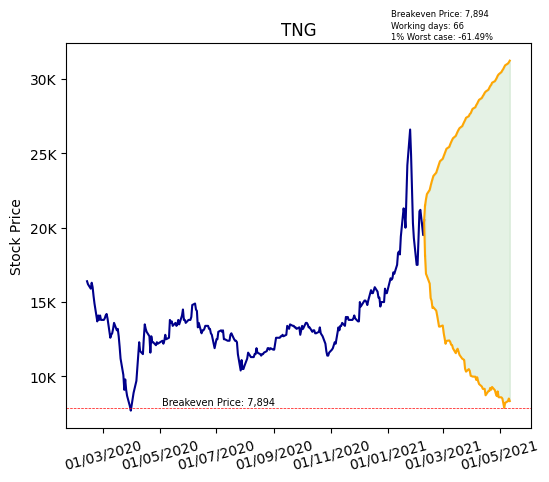 Breakeven Price: 7,894
Working days: 66
1% Worst case: -61.49%
TNG
Stock Price
30K
25K
20K
15K
10K
Breakeven Price: 7,894
01/03/2020
01/05/2020
01/07/2020
01/09/2020
01/11/2020
01/01/2021
01/03/2021
01/05/2021